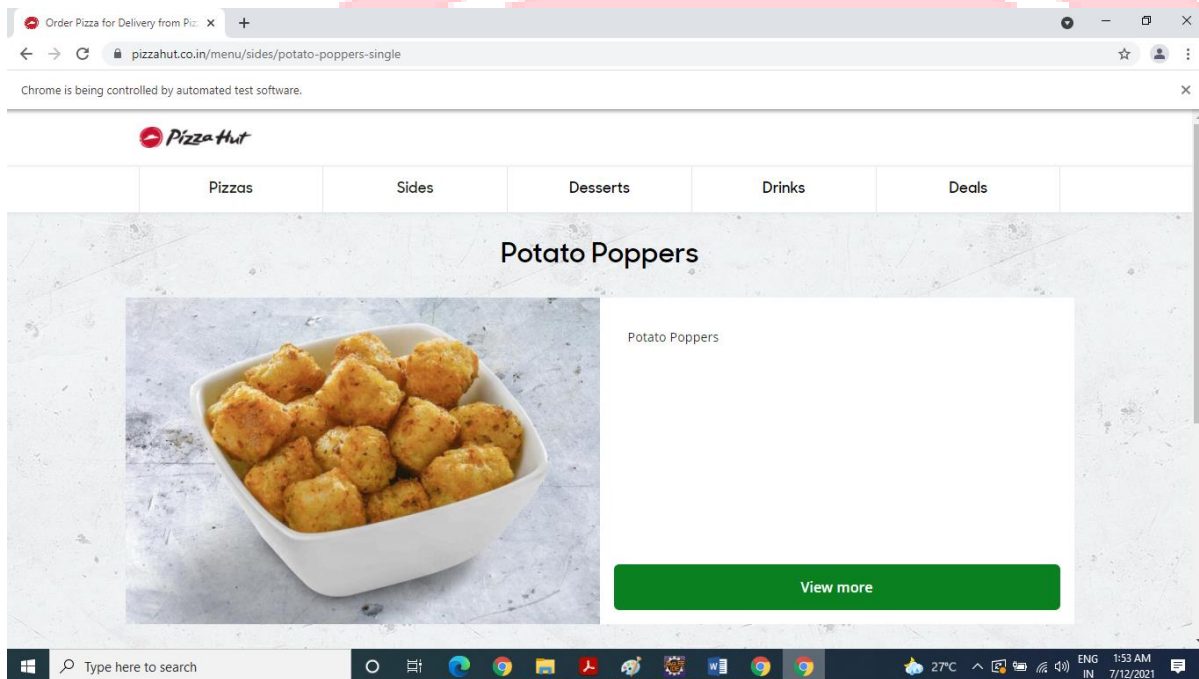 Order Pizza for Delivery from Piz
pizzahut.co.in/menu/sides/potato-poppers-single
Chrome is being controlled by automated test software.
Pizza Hut
Pizzas Sides Desserts Drinks Deals
Potato Poppers
Potato Poppers
View more
Type here to search
27°C
ENG
IN
1:53 AM
7/12/2021